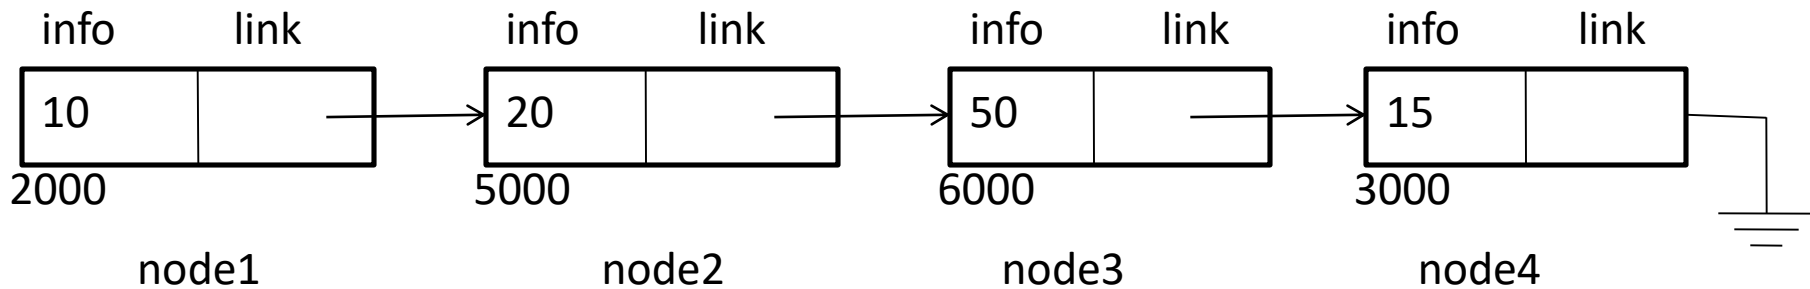 info link info link info link info link
10 20 50 15
2000 5000 6000 3000
node1 node2 node3 node4